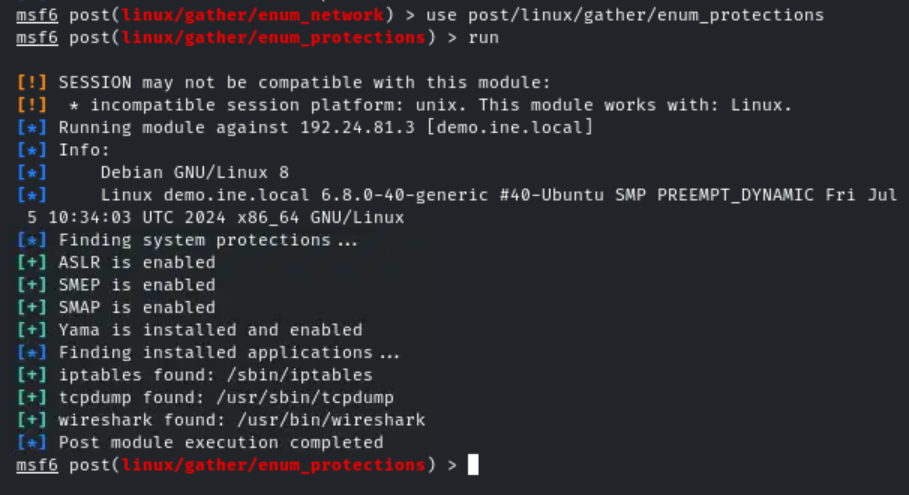 msf6 post(linux/gather/enum_network) > use post/linux/gather/enum_protections
msf6 post(linux/gather/enum_protections) > run
[!] SESSION may not be compatible with this module:
[!]  * incompatible session platform: unix. This module works with: Linux.
[*] Running module against 192.24.81.3 [demo.ine.local]
[*] Info:
[*]     Debian GNU/Linux 8
[*]     Linux demo.ine.local 6.8.0-40-generic #40-Ubuntu SMP PREEMPT_DYNAMIC Fri Jul
 5 10:34:03 UTC 2024 x86_64 GNU/Linux
[*] Finding system protections...
[+] ASLR is enabled
[+] SMEP is enabled
[+] SMAP is enabled
[+] Yama is installed and enabled
[*] Finding installed applications...
[+] iptables found: /sbin/iptables
[+] tcpdump found: /usr/sbin/tcpdump
[+] wireshark found: /usr/bin/wireshark
[*] Post module execution completed
msf6 post(linux/gather/enum_protections) >